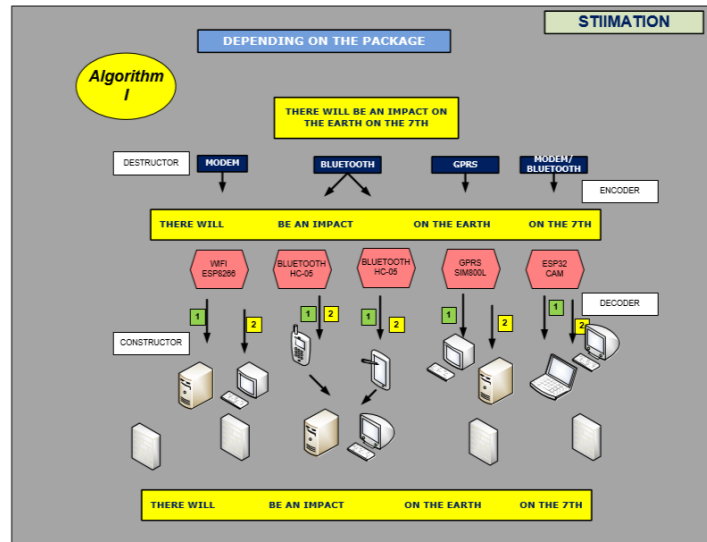 STIIMATION
DEPENDING ON THE PACKAGE
Algorithm
I
THERE WILL BE AN IMPACT ON
THE EARTH ON THE 7TH
DESTRUCTOR
MODEM
BLUETOOTH
GPRS
MODEM/
BLUETOOTH
ENCODER
THERE WILL BE AN IMPACT ON THE EARTH ON THE 7TH
WIFI
ESP8266
BLUETOOTH
HC-05
BLUETOOTH
HC-05
GPRS
SIM800L
ESP32
CAM
DECODER
1
2
1
2
1
2
1
2
1
2
CONSTRUCTOR
THERE WILL BE AN IMPACT ON THE EARTH ON THE 7TH